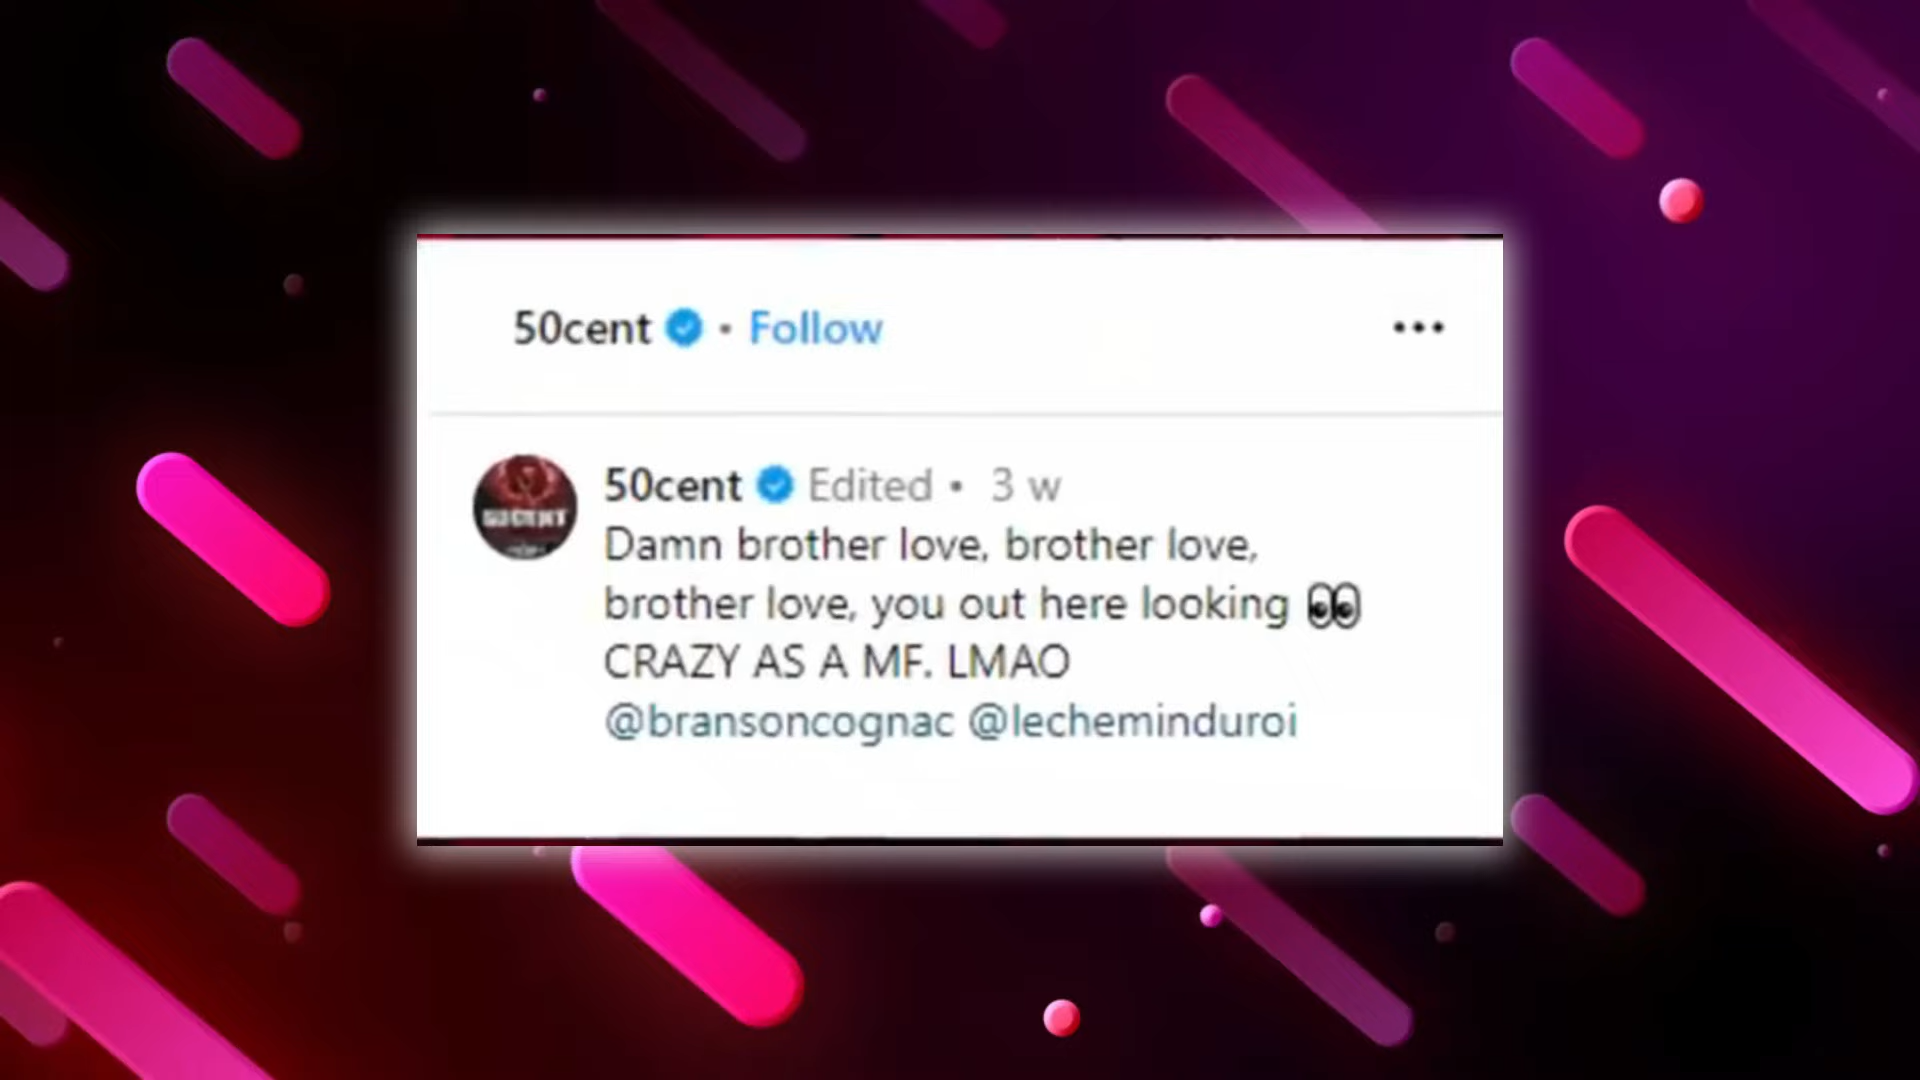 50cent • Follow
50cent Edited • 3 w
Damn brother love, brother love,
brother love, you out here looking 👀
CRAZY AS A MF. LMAO
@bransoncognac @lecheminduroi
50CENT